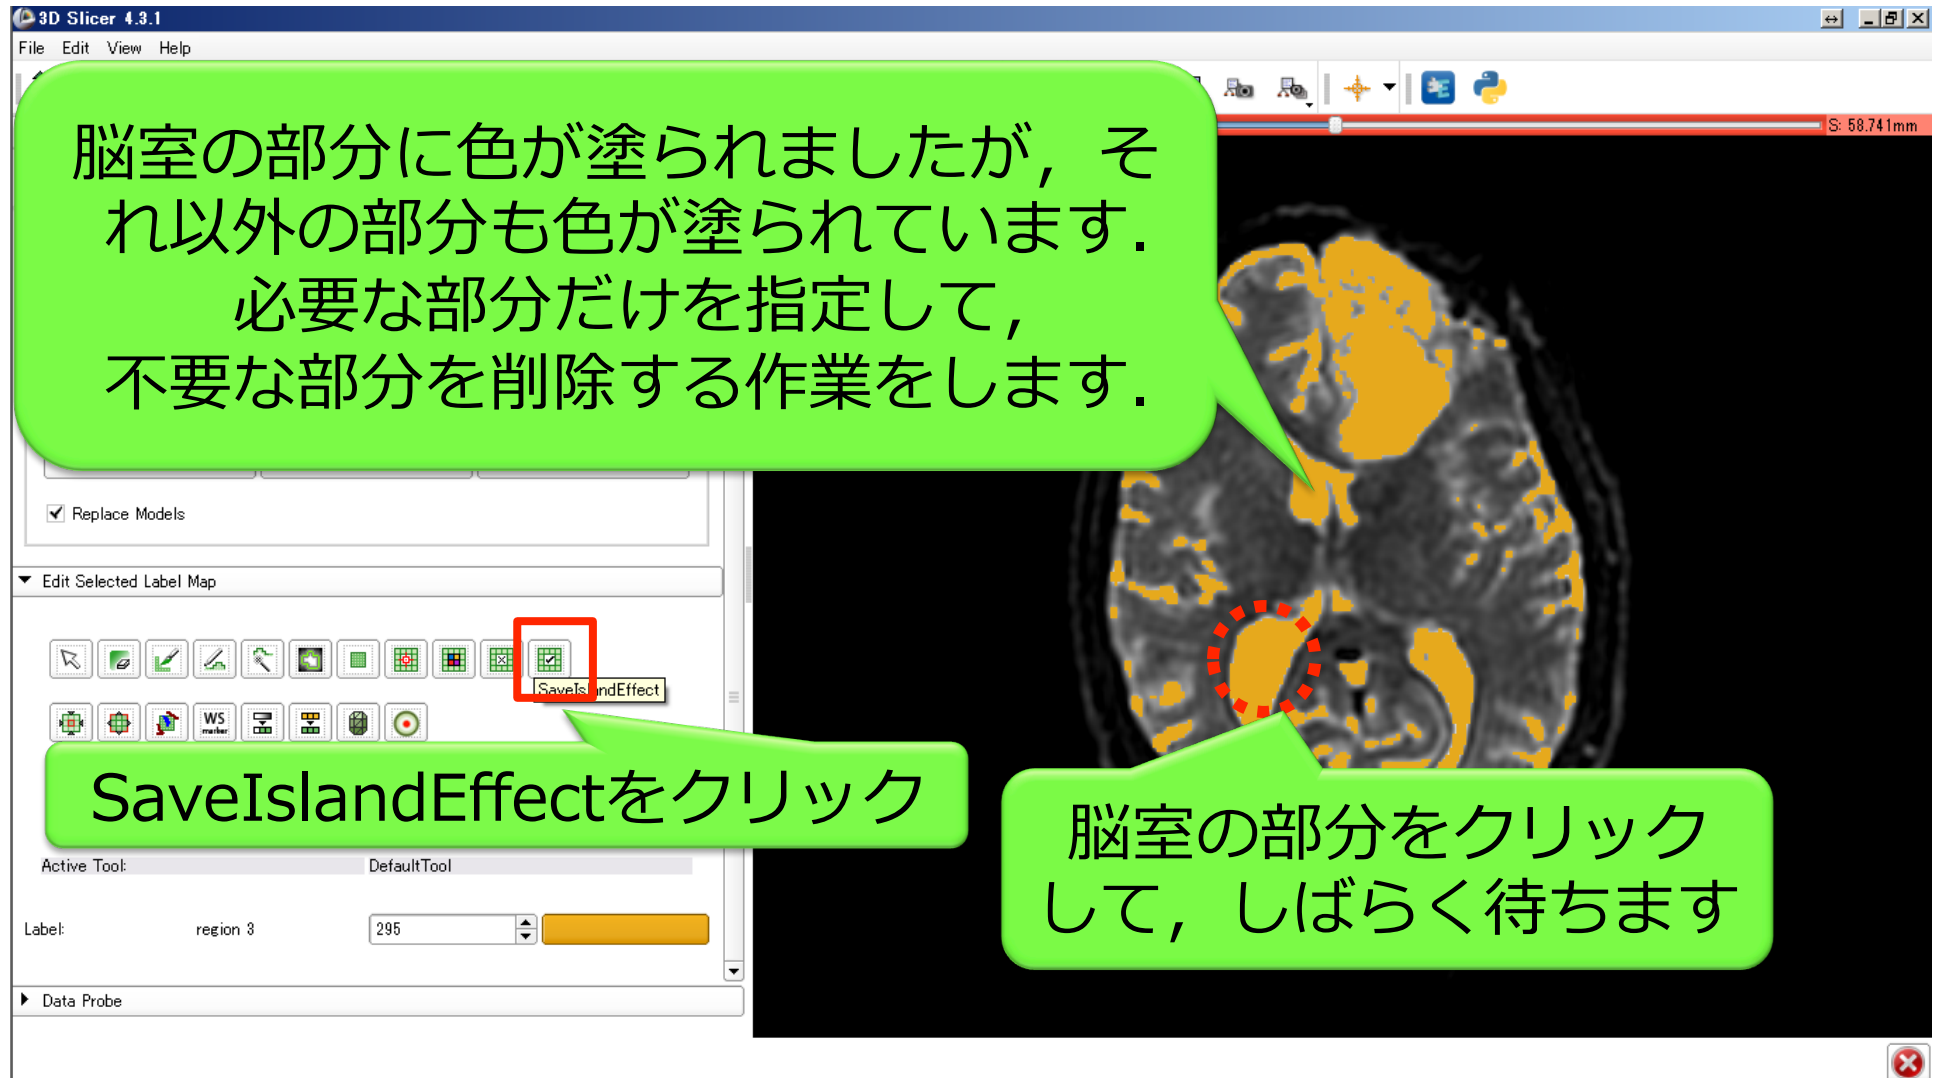 3D Slicer 4.3.1
File Edit View Help
S: 58.741mm
脳室の部分に色が塗られましたが，そ
れ以外の部分も色が塗られています．
必要な部分だけを指定して，
不要な部分を削除する作業をします．
Replace Models
Edit Selected Label Map
SaveIslandEffect
WS
marker
SaveIslandEffectをクリック
脳室の部分をクリック
して，しばらく待ちます
Active Tool: DefaultTool
Label: region 3 295
Data Probe